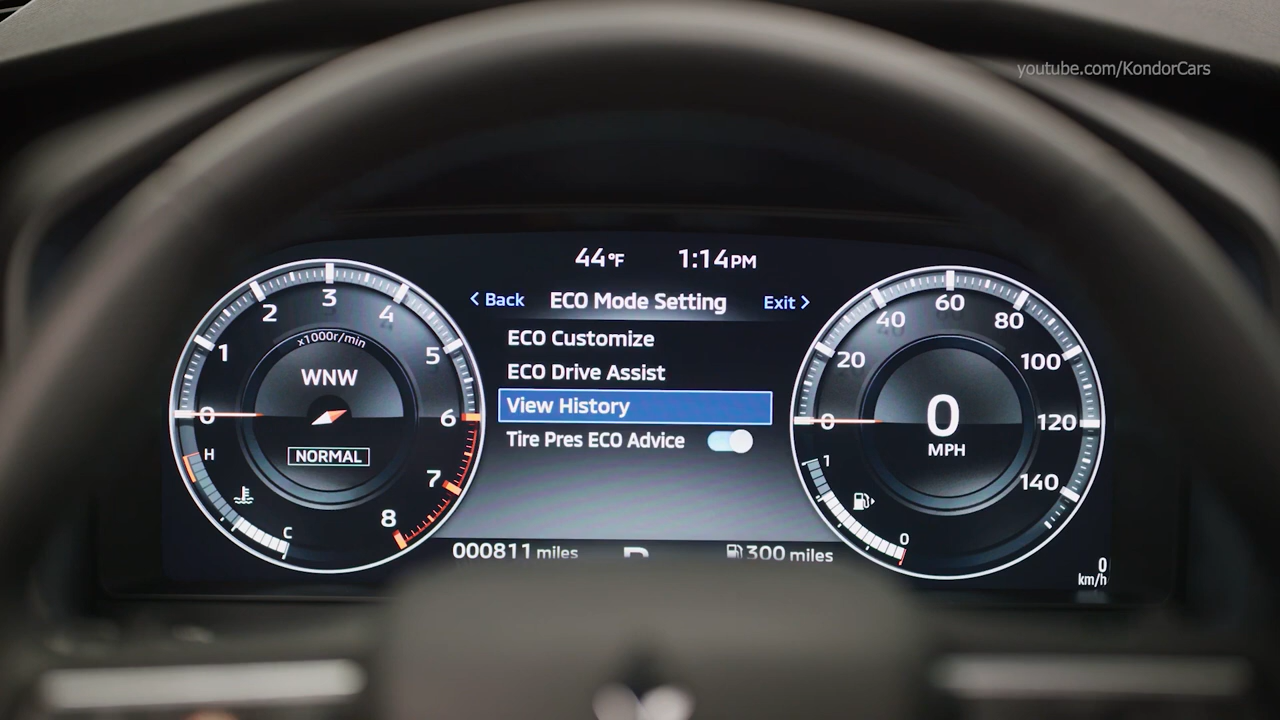 youtube.com/KondorCars
44°F 1:14PM
< Back ECO Mode Setting Exit >
ECO Customize
ECO Drive Assist
View History
Tire Pres ECO Advice
0 1 2 3 4 5 6 7 8
x1000r/min
WNW
NORMAL
H
C
0 20 40 60 80 100 120 140
0
MPH
1
0
000811 miles
300 miles
0
km/h